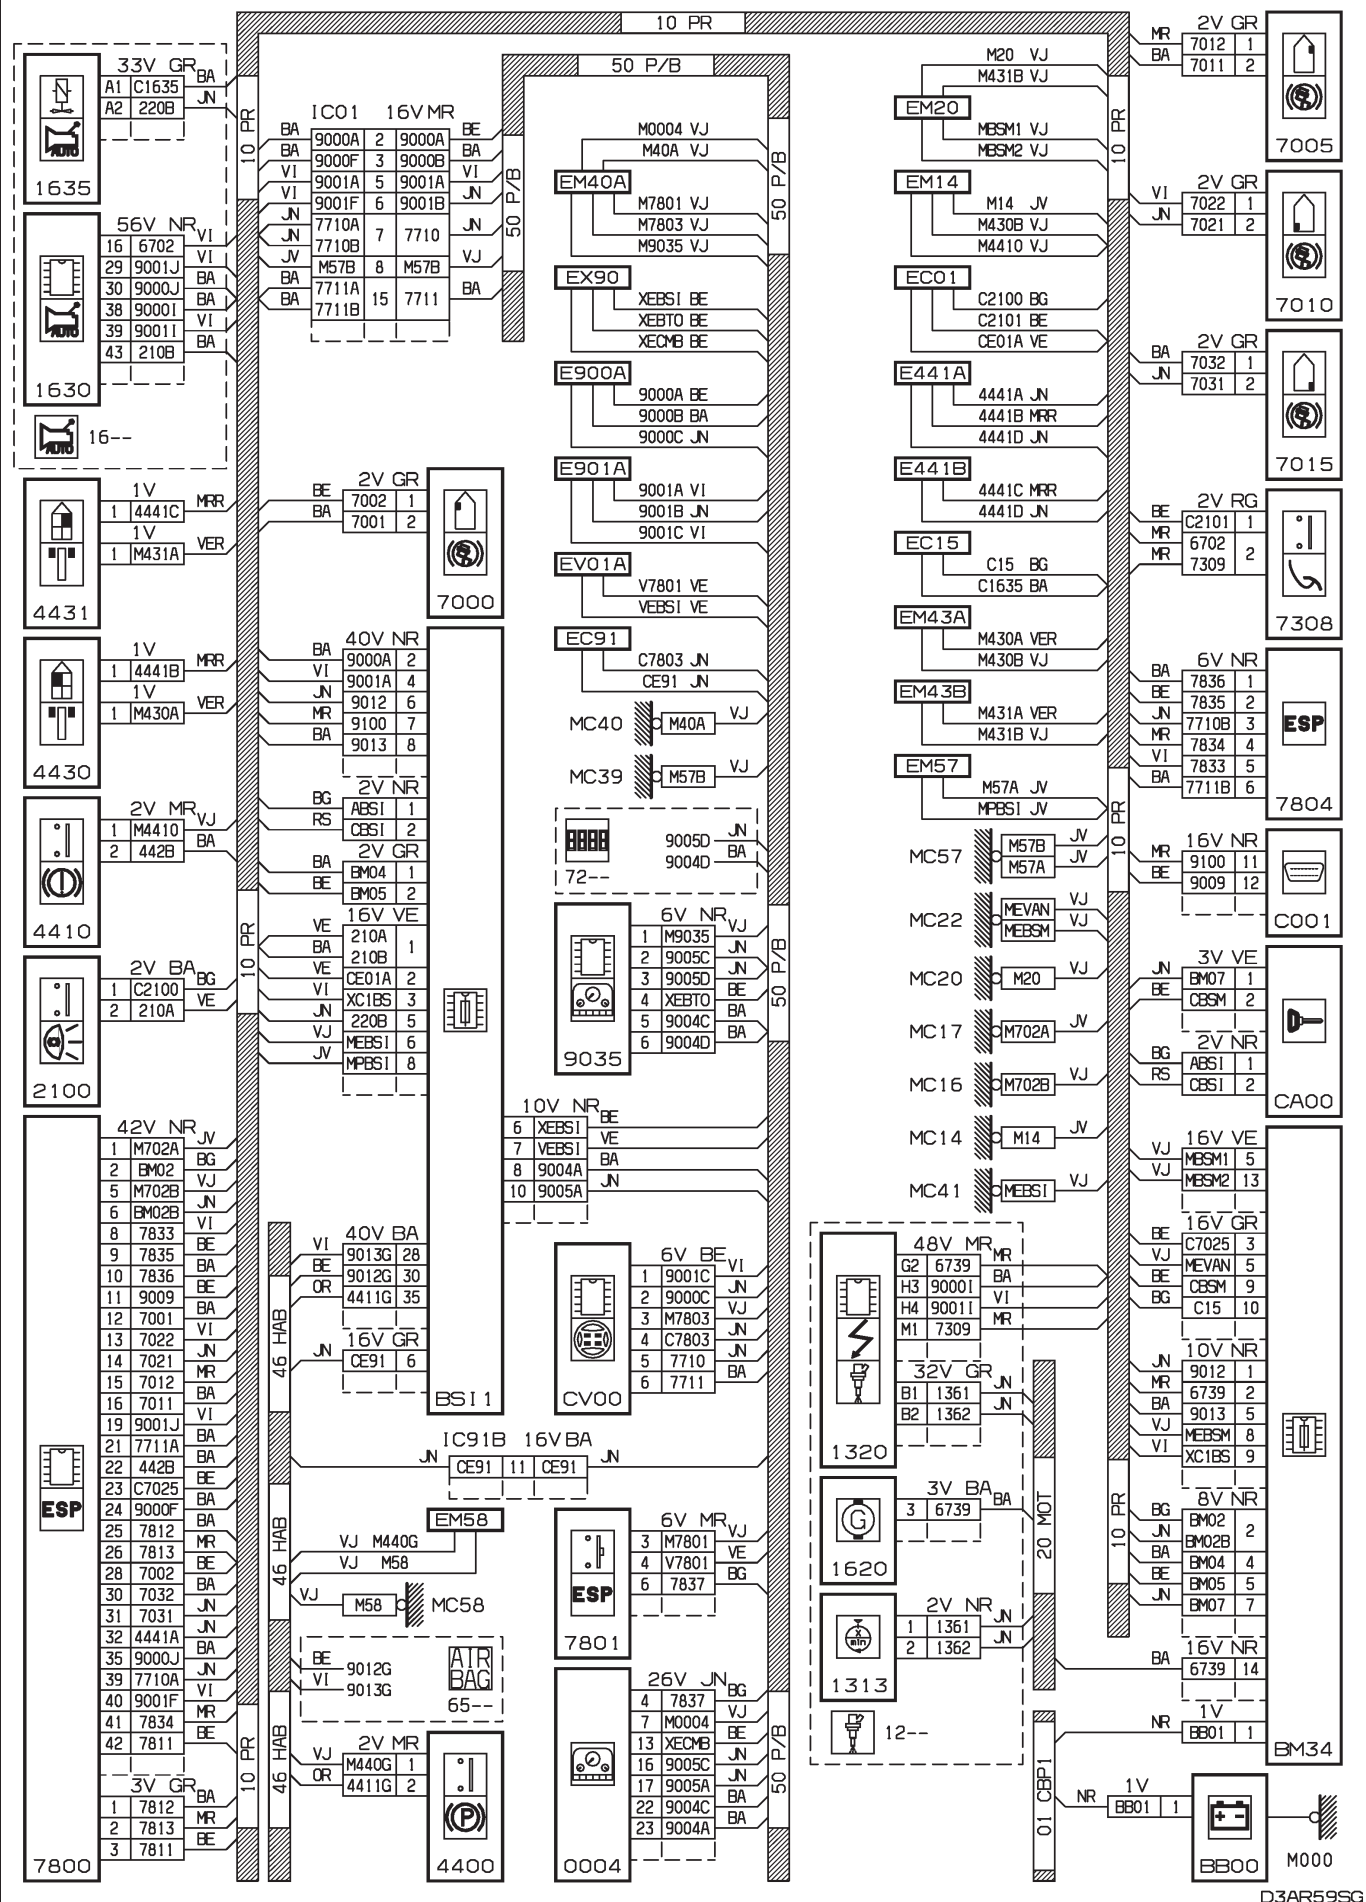 10 PR
33V GR
A1 C1635 BA
A2 220B JN
AUTO
1635
56V NR
16 6702 VI
29 9001J VI
30 9000J BA
38 9000I BA
39 9001I VI
43 210B BA
AUTO
1630
AUTO 16--
1V
1 4441C MRR
1V
1 M431A VER
4431
1V
1 4441B MRR
1V
1 M430A VER
4430
2V MR
1 M4410 VJ
2 442B BA
4410
2V BA
1 C2100 BG
2 210A VE
2100
42V NR
1 M702A JV
2 BM02 BG
5 M702B VJ
6 BM02B JN
8 7833 VI
9 7835 BE
10 7836 BA
11 9009 BE
12 7001 BA
13 7022 VI
14 7021 JN
15 7012 MR
16 7011 BA
19 9001J VI
21 7711A BA
22 442B BA
23 C7025 BE
24 9000F BA
25 7812 BA
26 7813 MR
28 7002 BE
30 7032 BA
31 7031 JN
32 4441A JN
35 9000J BA
39 7710A JN
40 9001F VI
41 7834 MR
42 7811 BE
ESP
3V GR
1 7812 BA
2 7813 MR
3 7811 BE
7800
10 PR
10 PR
10 PR
IC01 16V MR
BA 9000A 2 9000A BE
BA 9000F 3 9000B BA
VI 9001A 5 9001A VI
VI 9001F 6 9001B JN
JN 7710A
JN 7710B 7 7710 JN
JV M57B 8 M57B VJ
BA 7711A
BA 7711B 15 7711 BA
2V GR
BE 7002 1
BA 7001 2
7000
40V NR
BA 9000A 2
VI 9001A 4
JN 9012 6
MR 9100 7
BA 9013 8
2V NR
BG ABSI 1
RS CBSI 2
2V GR
BA BM04 1
BE BM05 2
16V VE
VE 210A
BA 210B 1
VE CE01A 2
VI XC1BS 3
JN 220B 5
VJ MEBSI 6
JV MPBSI 8
10V NR
6 XEBSI BE
7 VEBSI VE
8 9004A BA
10 9005A JN
40V BA
VI 9013G 28
BE 9012G 30
OR 4411G 35
16V GR
JN CE91 6
BSI1
46 HAB
46 HAB
46 HAB
IC91B 16V BA
JN CE91 11 CE91 JN
EM58
VJ M440G
VJ M58
VJ M58 MC58
BE 9012G
VI 9013G
AIR
BAG
65--
2V MR
VJ M440G 1
OR 4411G 2
4400
50 P/B
50 P/B
50 P/B
50 P/B
50 P/B
M0004 VJ
M40A VJ
EM40A
M7801 VJ
M7803 VJ
M9035 VJ
EX90
XEBSI BE
XEBTO BE
XECMB BE
E900A
9000A BE
9000B BA
9000C JN
E901A
9001A VI
9001B JN
9001C VI
EV01A
V7801 VE
VEBSI VE
EC91
C7803 JN
CE91 JN
MC40 M40A VJ
MC39 M57B VJ
9005D JN
9004D BA
72--
6V NR
1 M9035 VJ
2 9005C JN
3 9005D JN
4 XEBTO BE
5 9004C BA
6 9004D BA
9035
6V BE
1 9001C VI
2 9000C JN
3 M7803 VJ
4 C7803 JN
5 7710 JN
6 7711 BA
CV00
6V MR
3 M7801 VJ
4 V7801 VE
6 7837 BG
ESP
7801
26V JN
4 7837 BG
7 M0004 VJ
13 XECMB BE
16 9005C JN
17 9005A JN
22 9004C BA
23 9004A BA
0004
M20 VJ
M431B VJ
EM20
MBSM1 VJ
MBSM2 VJ
EM14
M14 JV
M430B VJ
M4410 VJ
EC01
C2100 BG
C2101 BE
CE01A VE
E441A
4441A JN
4441B MRR
4441D JN
E441B
4441C MRR
4441D JN
EC15
C15 BG
C1635 BA
EM43A
M430A VER
M430B VJ
EM43B
M431A VER
M431B VJ
EM57
M57A JV
MPBSI JV
MC57 M57B JV
M57A JV
MC22 MEVAN VJ
MEBSM VJ
MC20 M20 VJ
MC17 M702A JV
MC16 M702B VJ
MC14 M14 JV
MC41 MEBSI VJ
48V MR
G2 6739 MR
H3 9000I BA
H4 9001I VI
M1 7309 MR
32V GR
B1 1361 JN
B2 1362 JN
1320
3V BA
3 6739 BA
G
1620
2V NR
1 1361 JN
2 1362 JN
x
min
1313
12--
20 MOT
01 CBP1
10 PR
10 PR
10 PR
2V GR
MR 7012 1
BA 7011 2
7005
2V GR
VI 7022 1
JN 7021 2
7010
2V GR
BA 7032 1
JN 7031 2
7015
2V RG
BE C2101 1
MR 6702
MR 7309 2
7308
6V NR
BA 7836 1
BE 7835 2
JN 7710B 3
MR 7834 4
VI 7833 5
BA 7711B 6
ESP
7804
16V NR
MR 9100 11
BE 9009 12
C001
3V VE
JN BM07 1
BE CBSM 2
2V NR
BG ABSI 1
RS CBSI 2
CA00
16V VE
VJ MBSM1 5
VJ MBSM2 13
16V GR
BE C7025 3
VJ MEVAN 5
BE CBSM 9
BG C15 10
10V NR
JN 9012 1
MR 6739 2
BA 9013 5
VJ MEBSM 8
VI XC1BS 9
8V NR
BG BM02
JN BM02B 2
BA BM04 4
BE BM05 5
JN BM07 7
16V NR
BA 6739 14
1V
NR BB01 1
BM34
1V
NR BB01 1
+ -
BB00
M000
D3AR59SG